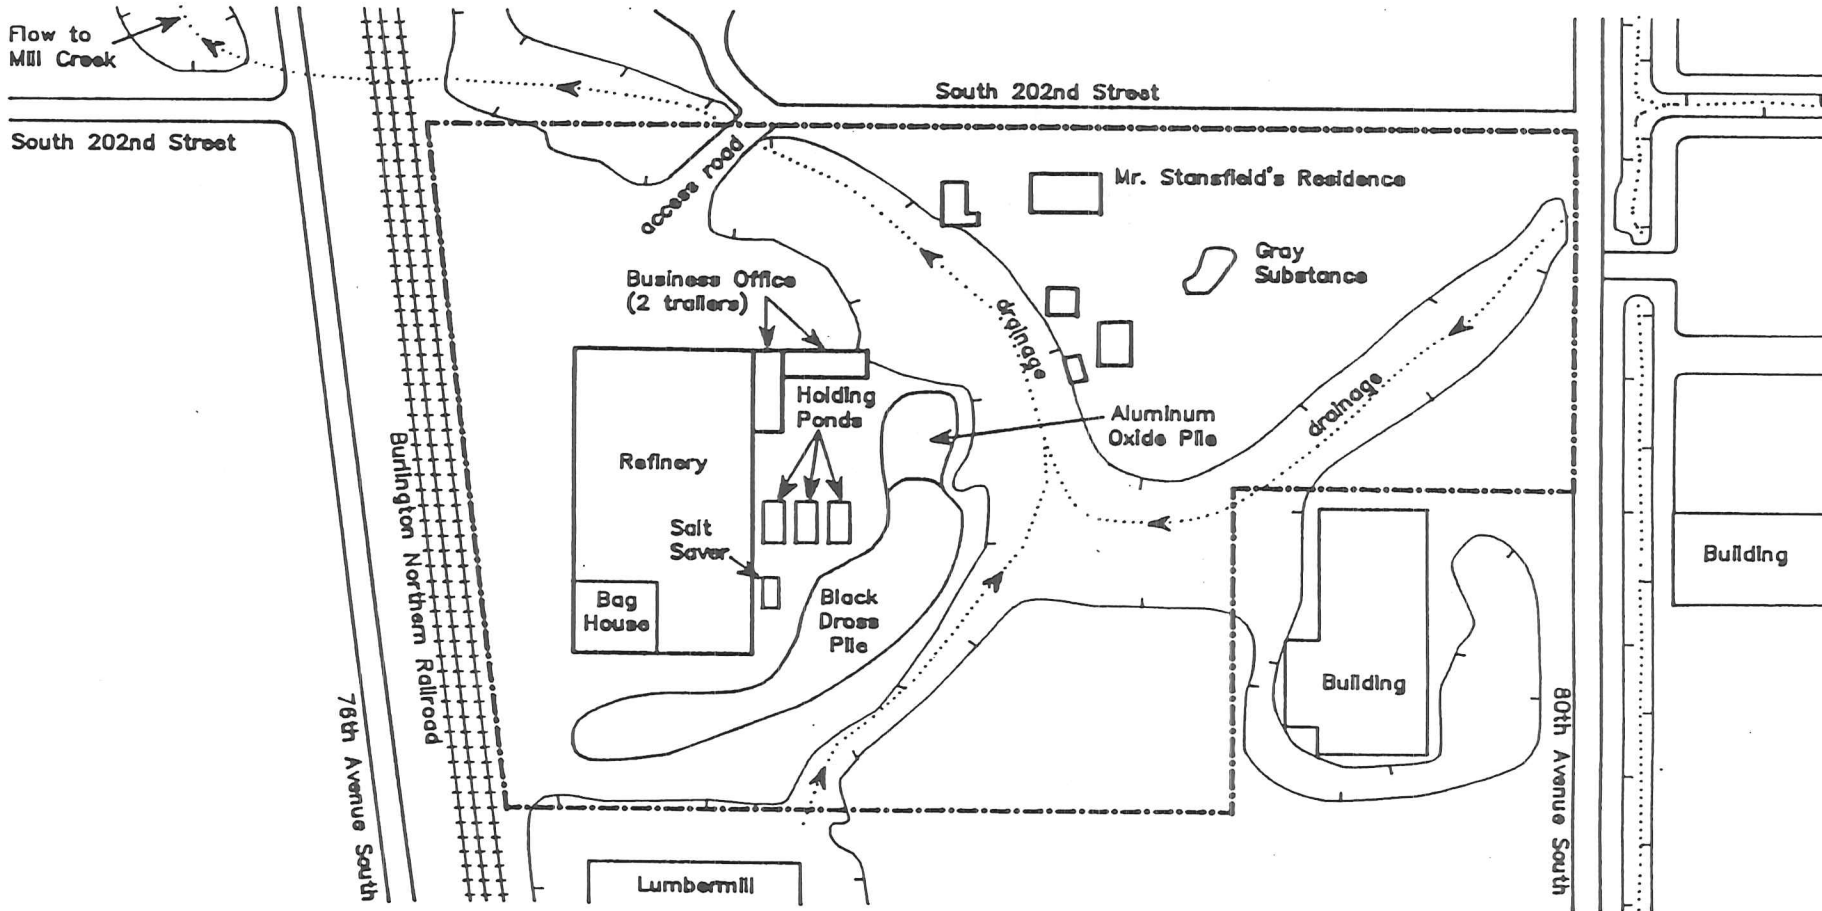 Flow to
Mill Creek
South 202nd Street
South 202nd Street
access road
Mr. Stansfield's Residence
Gray
Substance
Business Office
(2 trailers)
drainage
drainage
Holding
Ponds
Aluminum
Oxide Pile
Refinery
Salt
Saver
Bag
House
Black
Dross
Pile
Building
Building
Burlington Northern Railroad
76th Avenue South
80th Avenue South
Lumbermill